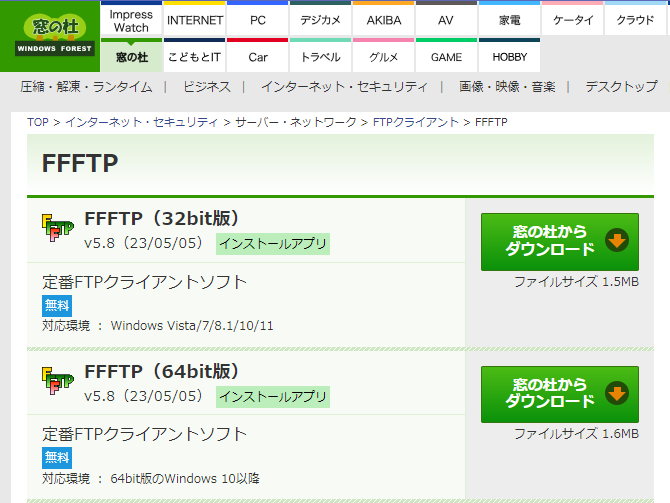 窓の杜
WINDOWS FOREST
Impress Watch
INTERNET
PC
デジカメ
AKIBA
AV
家電
ケータイ
クラウド
窓の杜
こどもとIT
Car
トラベル
グルメ
GAME
HOBBY
圧縮・解凍・ランタイム | ビジネス | インターネット・セキュリティ | 画像・映像・音楽 | デスクトップ
TOP > インターネット・セキュリティ > サーバー・ネットワーク > FTPクライアント > FFFTP
FFFTP
FFFTP（32bit版）
v5.8（23/05/05） インストールアプリ
窓の杜から
ダウンロード
ファイルサイズ 1.5MB
定番FTPクライアントソフト
無料
対応環境 ： Windows Vista/7/8.1/10/11
FFFTP（64bit版）
v5.8（23/05/05） インストールアプリ
窓の杜から
ダウンロード
ファイルサイズ 1.6MB
定番FTPクライアントソフト
無料
対応環境 ： 64bit版のWindows 10以降